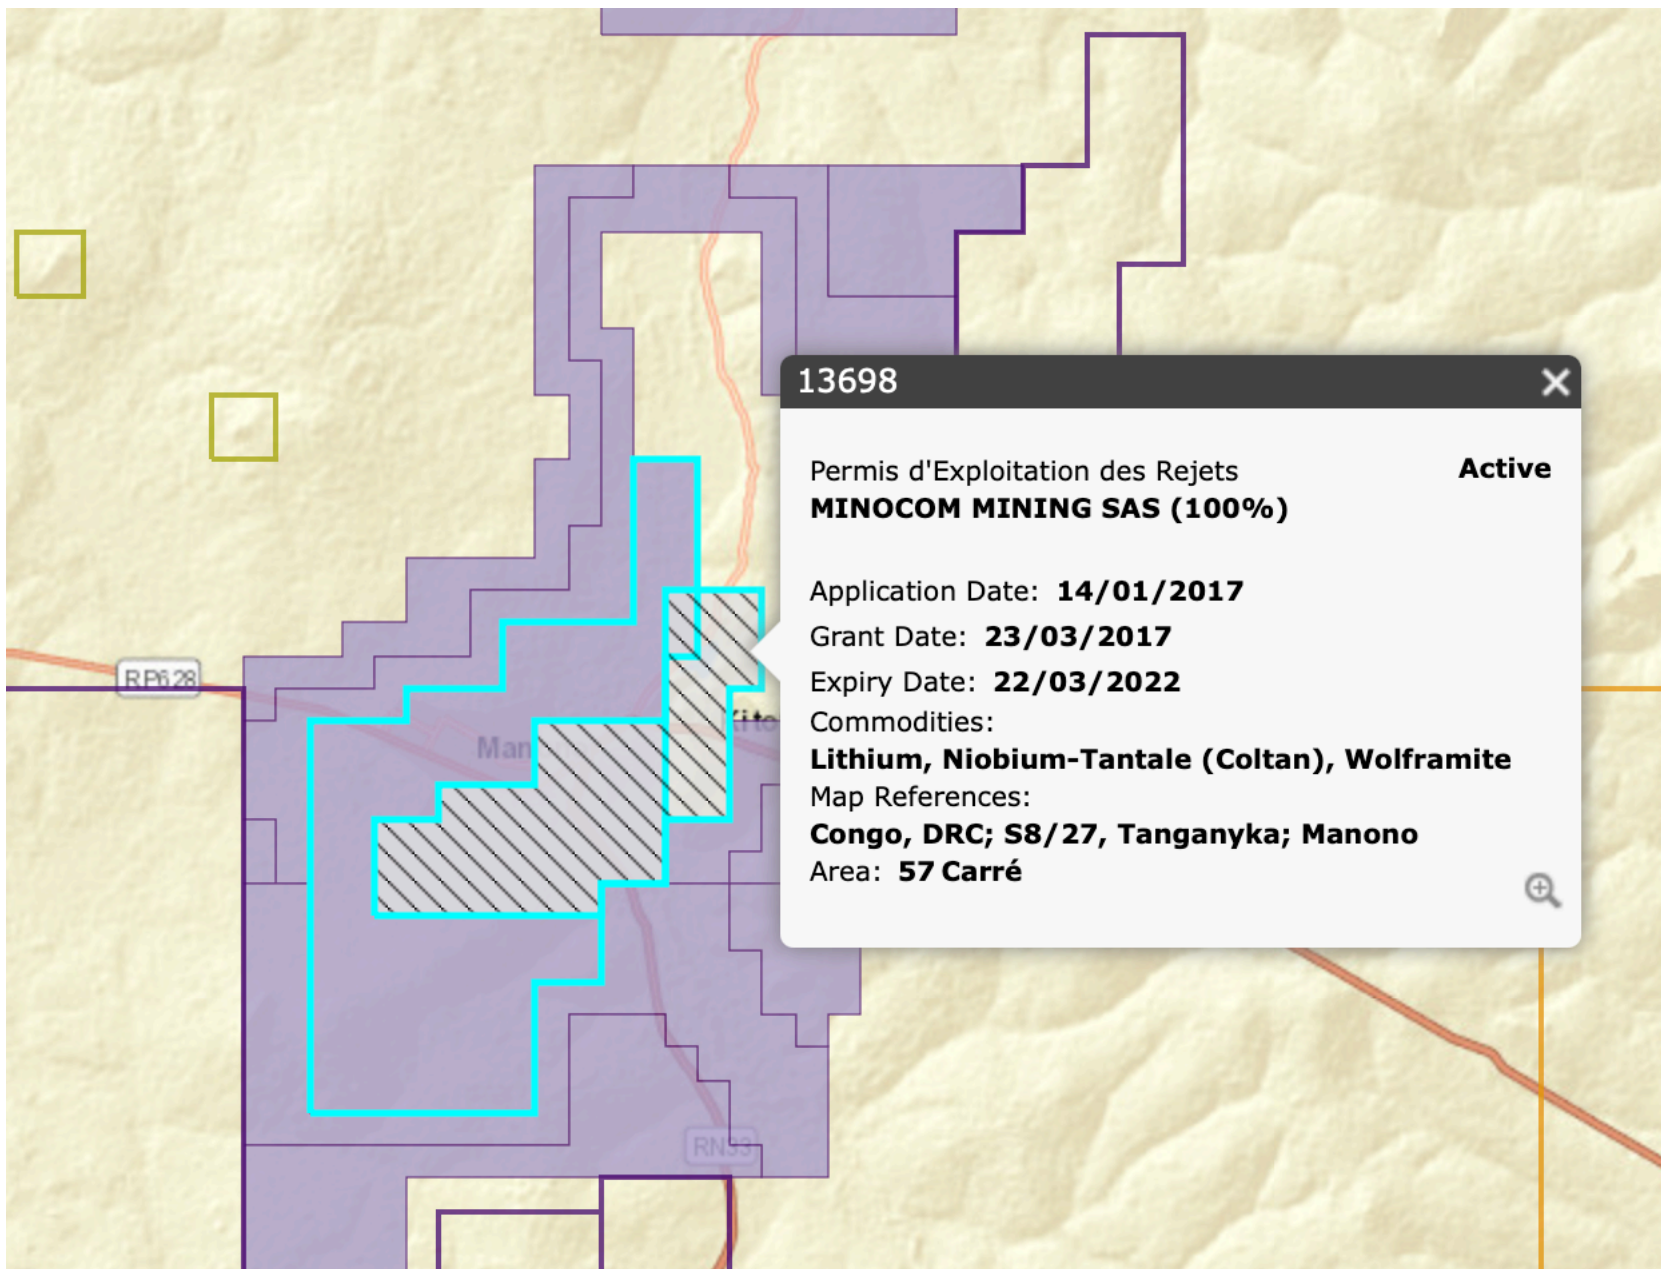 13698
Permis d'Exploitation des Rejets
Active
MINOCOM MINING SAS (100%)
Application Date: 14/01/2017
Grant Date: 23/03/2017
Expiry Date: 22/03/2022
Commodities:
Lithium, Niobium-Tantale (Coltan), Wolframite
Map References:
Congo, DRC; S8/27, Tanganyka; Manono
Area: 57 Carré
RP628
Man
Kito
RN33